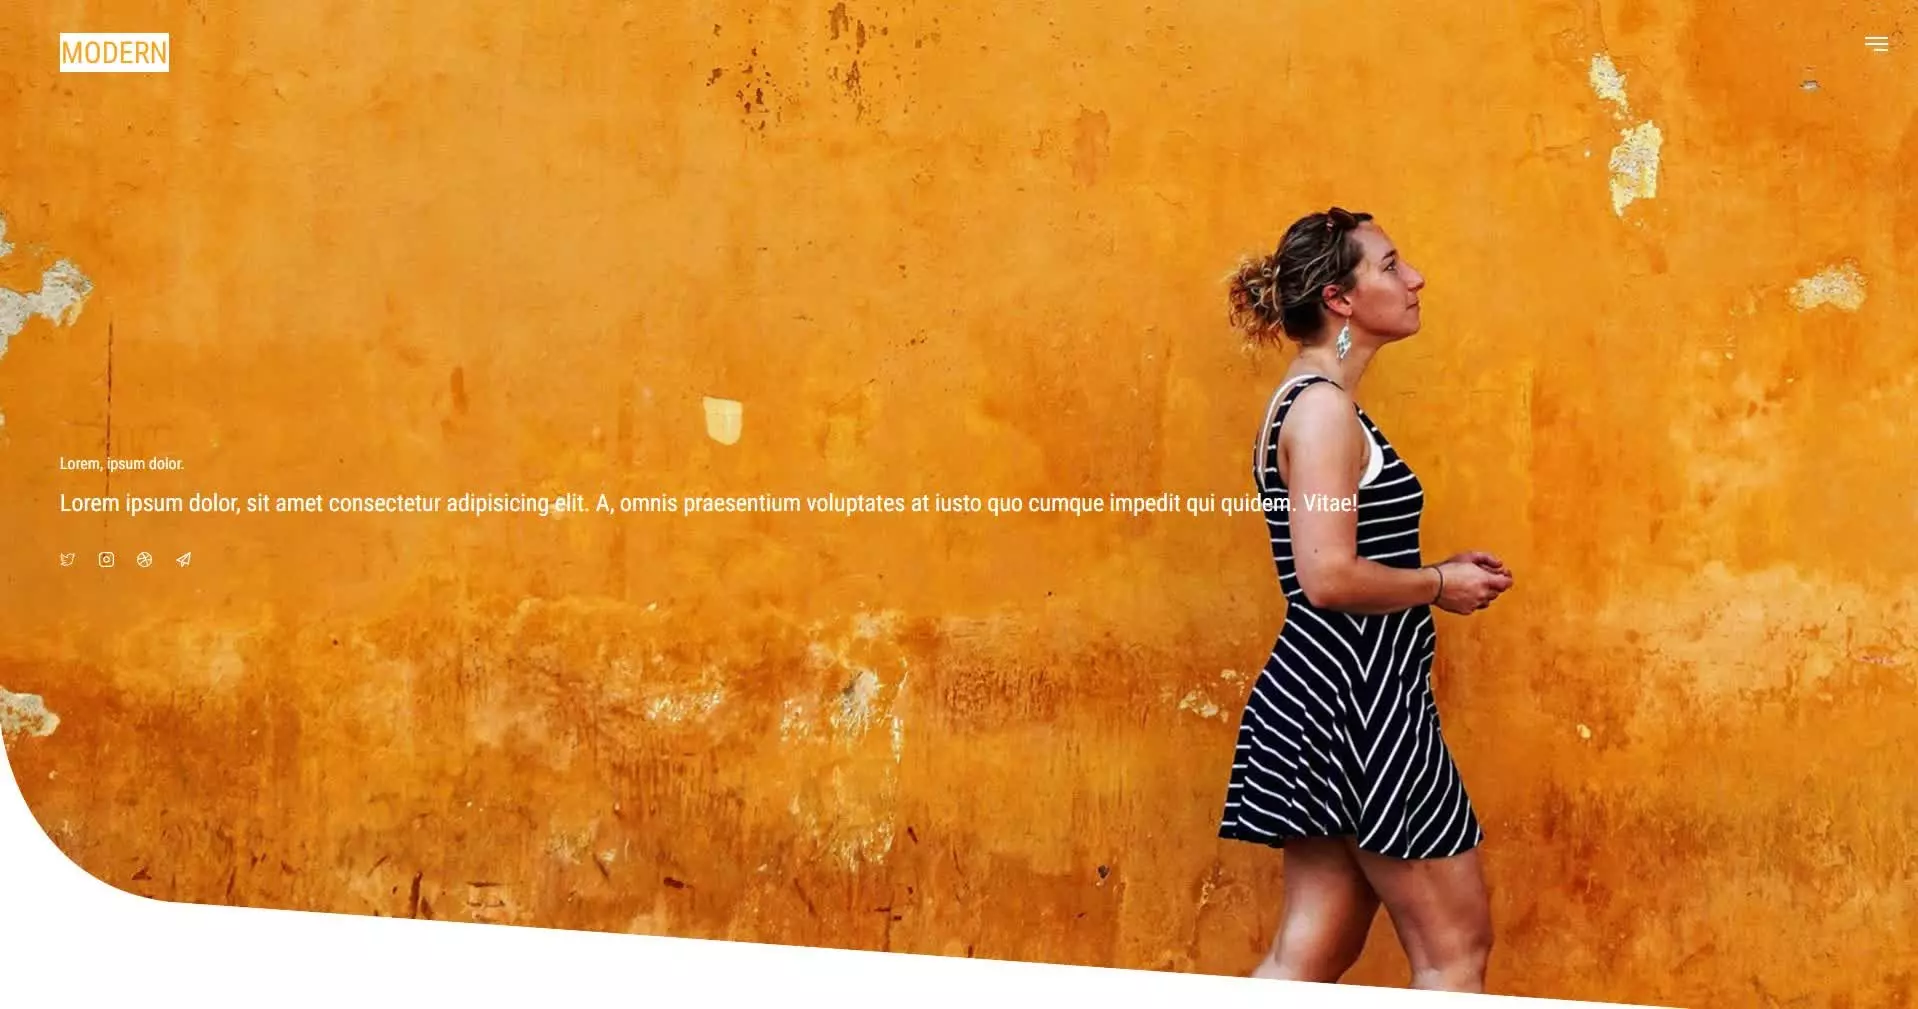 MODERN
Lorem, ipsum dolor.
Lorem ipsum dolor, sit amet consectetur adipisicing elit. A, omnis praesentium voluptates at iusto quo cumque impedit qui quidem. Vitae!